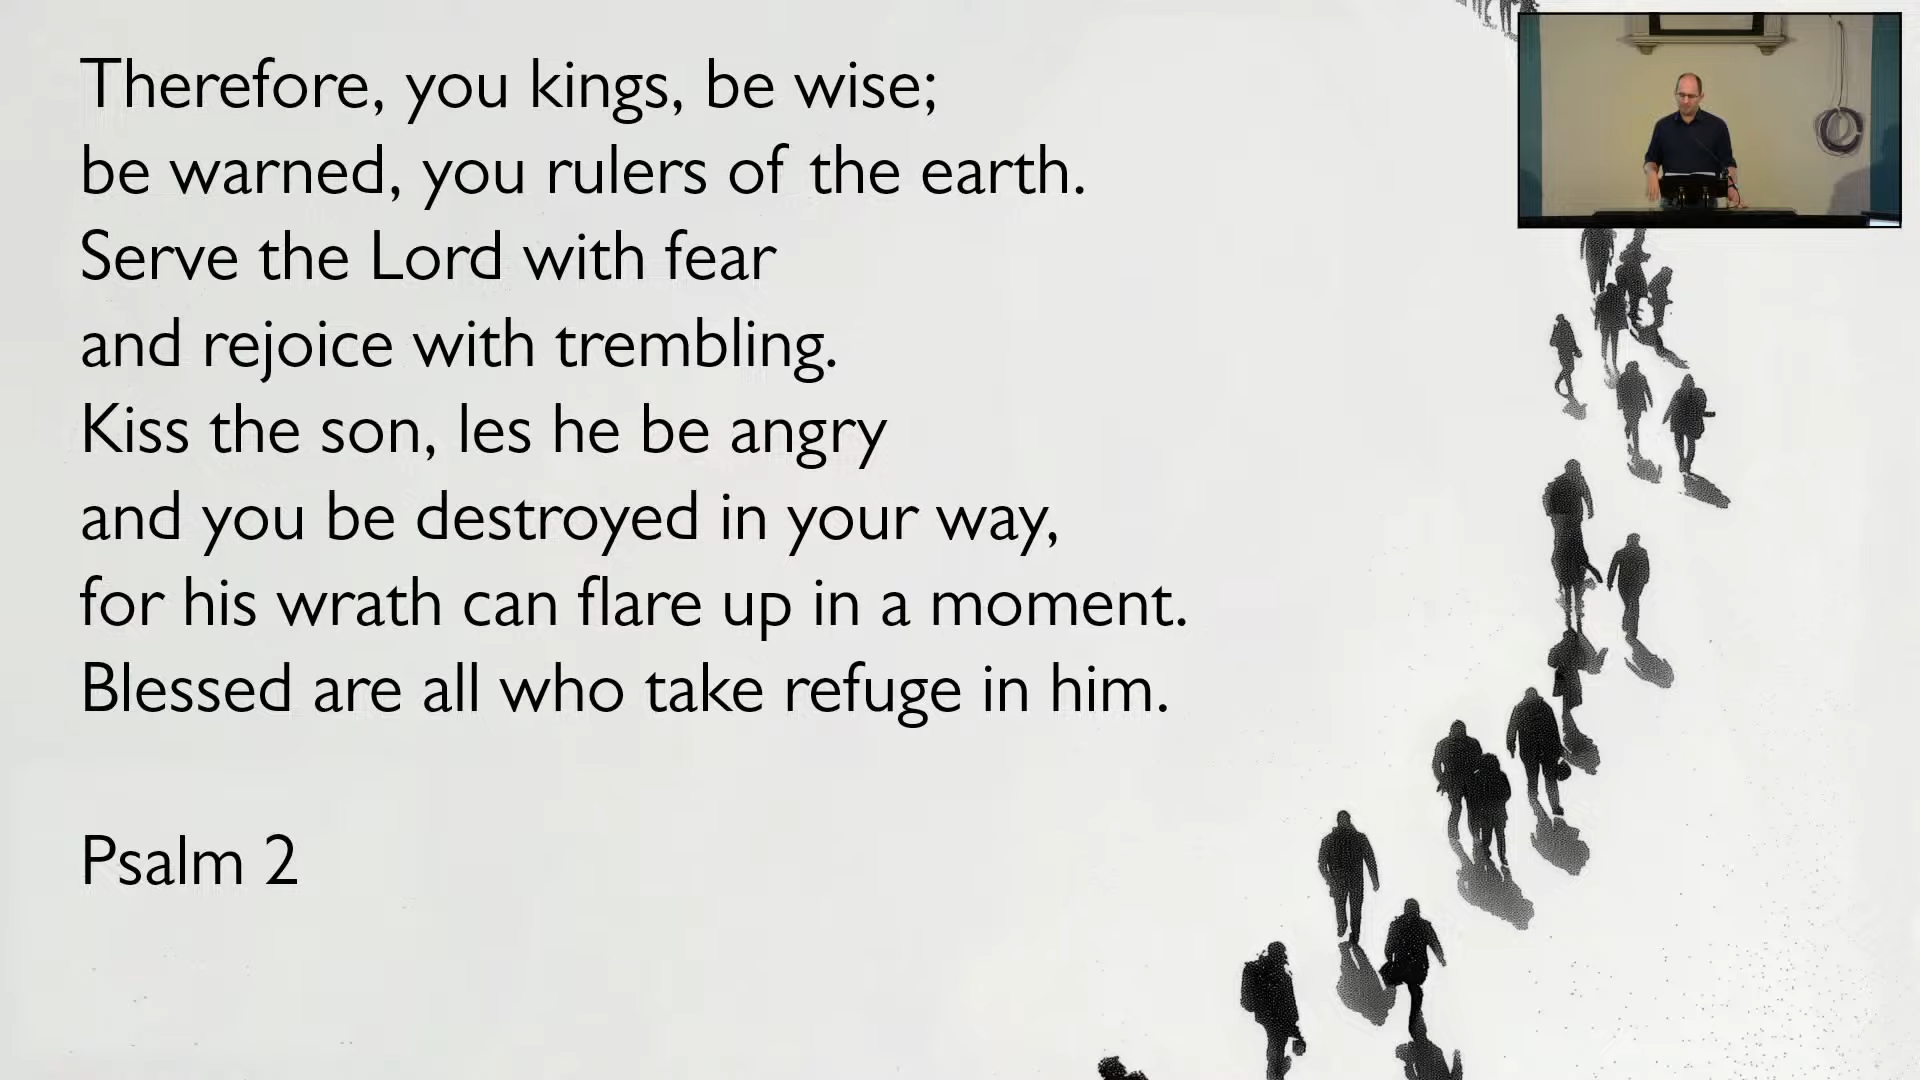 Therefore, you kings, be wise;
be warned, you rulers of the earth.
Serve the Lord with fear
and rejoice with trembling.
Kiss the son, les he be angry
and you be destroyed in your way,
for his wrath can flare up in a moment.
Blessed are all who take refuge in him.
Psalm 2